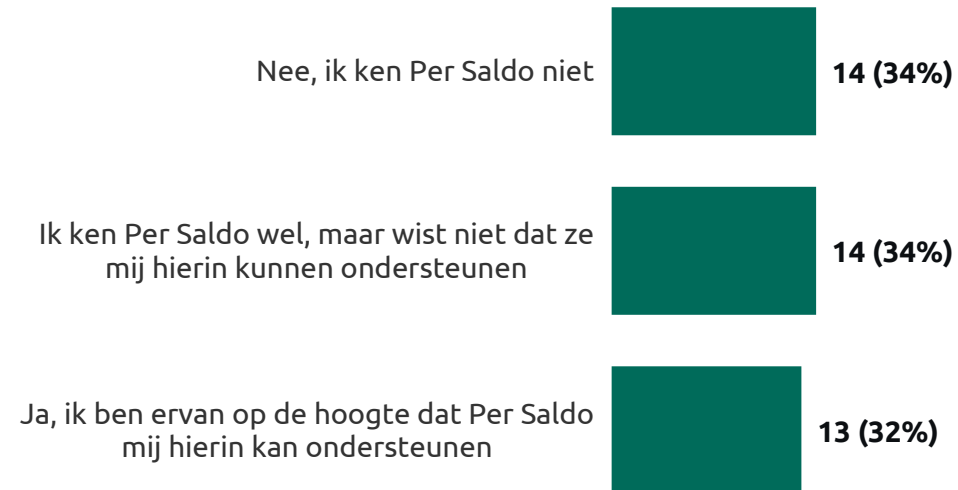 Nee, ik ken Per Saldo niet
14 (34%)
Ik ken Per Saldo wel, maar wist niet dat ze
mij hierin kunnen ondersteunen
14 (34%)
Ja, ik ben ervan op de hoogte dat Per Saldo
mij hierin kan ondersteunen
13 (32%)